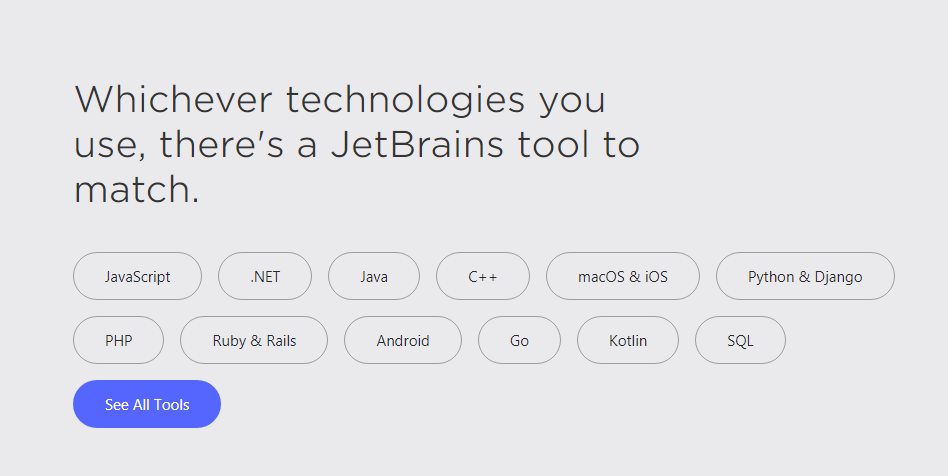 Whichever technologies you
use, there's a JetBrains tool to
match.
JavaScript .NET Java C++ macOS & iOS Python & Django
PHP Ruby & Rails Android Go Kotlin SQL
See All Tools